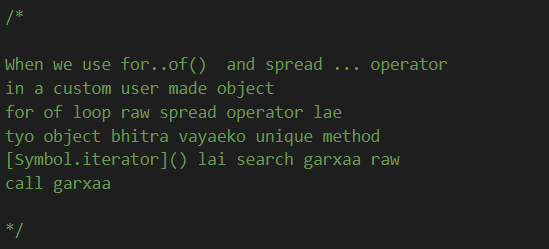 /*
When we use for..of()  and spread ... operator
in a custom user made object
for of loop raw spread operator lae
tyo object bhitra vayaeko unique method
[Symbol.iterator]() lai search garxaa raw
call garxaa
*/